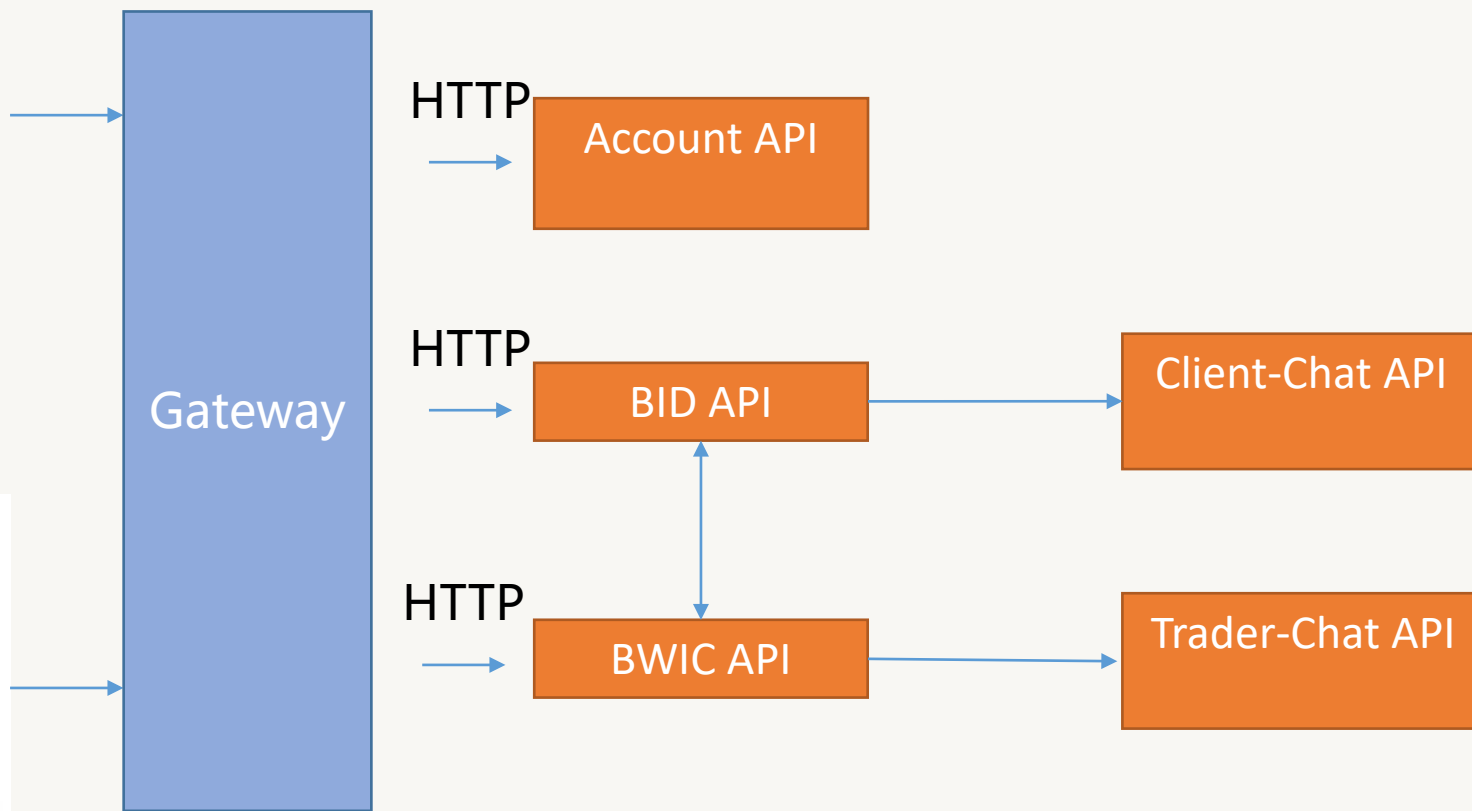 HTTP
Account API
HTTP
BID API
Client-Chat API
Gateway
HTTP
BWIC API
Trader-Chat API